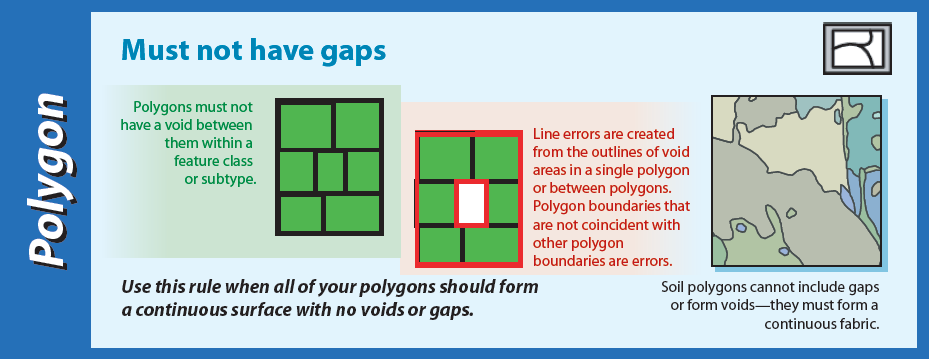 Polygon
Must not have gaps
Polygons must not
have a void between
them within a
feature class
or subtype.
Line errors are created
from the outlines of void
areas in a single polygon
or between polygons.
Polygon boundaries that
are not coincident with
other polygon
boundaries are errors.
Use this rule when all of your polygons should form
a continuous surface with no voids or gaps.
Soil polygons cannot include gaps
or form voids—they must form a
continuous fabric.